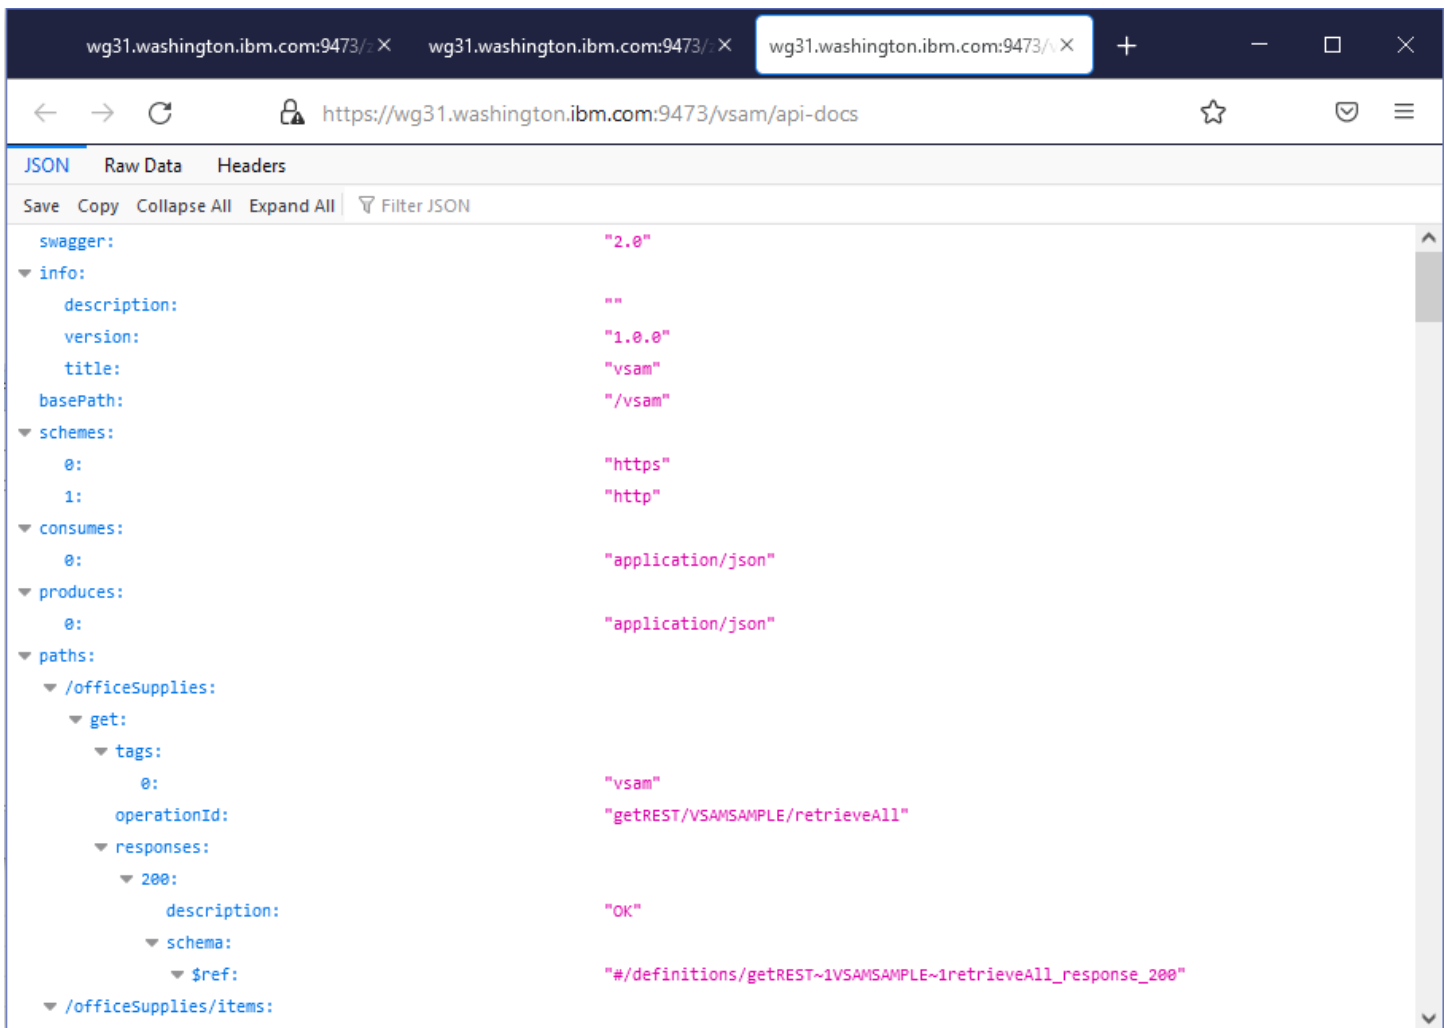 wg31.washington.ibm.com:9473/z wg31.washington.ibm.com:9473/ wg31.washington.ibm.com:9473/
https://wg31.washington.ibm.com:9473/vsam/api-docs
JSON Raw Data Headers
Save Copy Collapse All Expand All Filter JSON
swagger: "2.0"
info:
description: ""
version: "1.0.0"
title: "vsam"
basePath: "/vsam"
schemes:
0: "https"
1: "http"
consumes:
0: "application/json"
produces:
0: "application/json"
paths:
/officeSupplies:
get:
tags:
0: "vsam"
operationId: "getREST/VSAMSAMPLE/retrieveAll"
responses:
200:
description: "OK"
schema:
$ref: "#/definitions/getREST~1VSAMSAMPLE~1retrieveAll_response_200"
/officeSupplies/items: